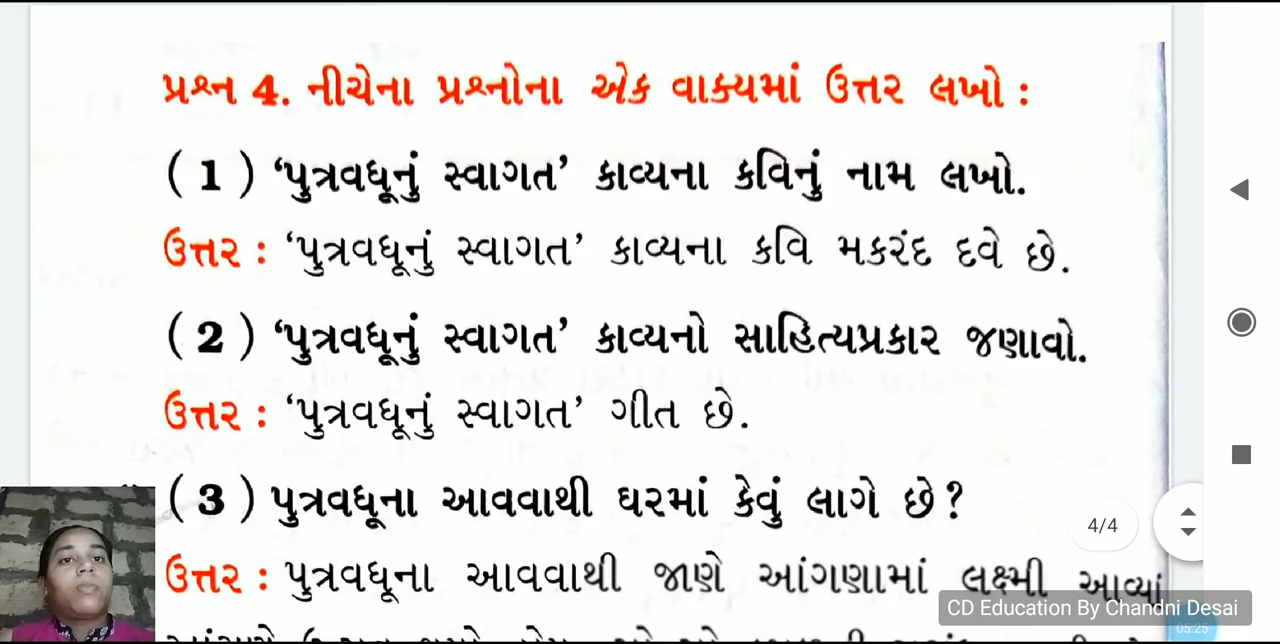 પ્રશ્ન 4. નીચેના પ્રશ્નોના એક વાક્યમાં ઉત્તર લખો :
(1) ‘પુત્રવધૂનું સ્વાગત’ કાવ્યના કવિનું નામ લખો.
ઉત્તર : ‘પુત્રવધૂનું સ્વાગત’ કાવ્યના કવિ મકરંદ દવે છે.
(2) ‘પુત્રવધૂનું સ્વાગત’ કાવ્યનો સાહિત્યપ્રકાર જણાવો.
ઉત્તર : ‘પુત્રવધૂનું સ્વાગત’ ગીત છે.
(3) પુત્રવધૂના આવવાથી ઘરમાં કેવું લાગે છે?
4/4
ઉત્તર : પુત્રવધૂના આવવાથી જાણે આંગણામાં લક્ષ્મી આવ્યાં
CD Education By Chandni Desai
05:25